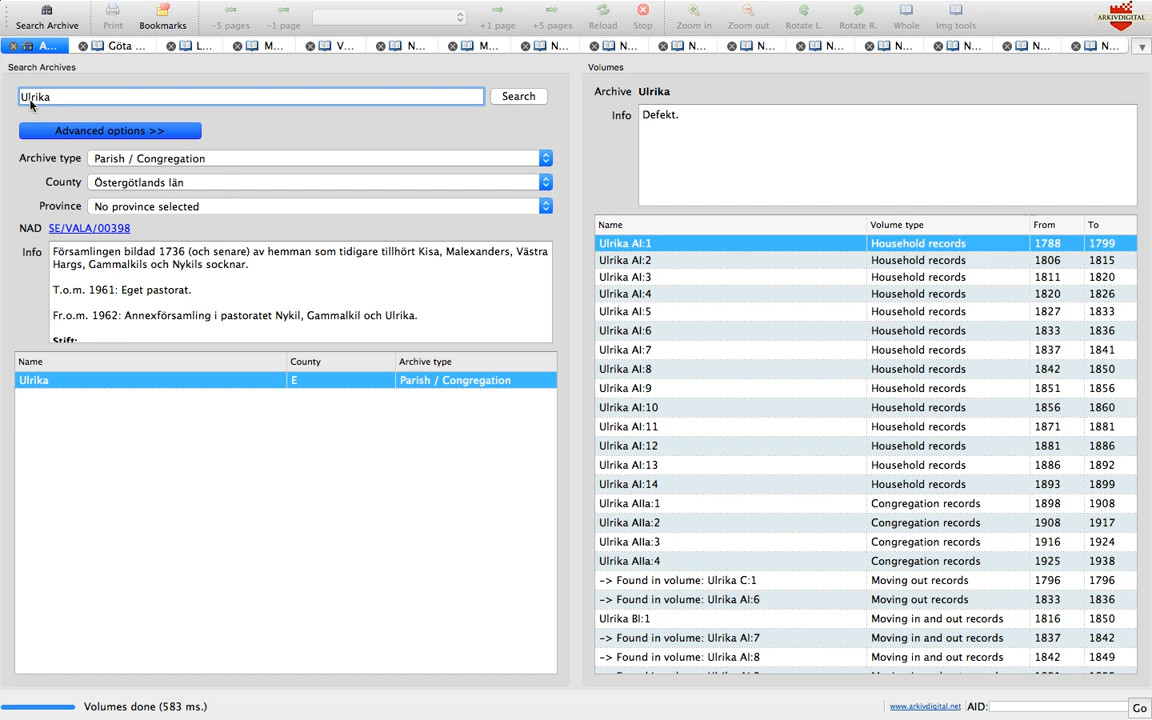 Search Archive Print Bookmarks ~5 pages ~1 page +1 page +5 pages Reload Stop Zoom in Zoom out Rotate L. Rotate R. Whole Img tools ARKIVDIGITAL
A... Göta ... L... M... V... N... M... N... N... N... N... N... N... N... N... N...
Search Archives
Volumes
Ulrika Search
Advanced options >>
Archive type Parish / Congregation
County Östergötlands län
Province No province selected
NAD SE/VALA/00398
Info Församlingen bildad 1736 (och senare) av hemman som tidigare tillhört Kisa, Malexanders, Västra
Hargs, Gammalkils och Nykils socknar.
T.o.m. 1961: Eget pastorat.
Fr.o.m. 1962: Annexförsamling i pastoratet Nykil, Gammalkil och Ulrika.
Stift:
Name County Archive type
Ulrika E Parish / Congregation
Archive Ulrika
Info Defekt.
Name Volume type From To
Ulrika AI:1 Household records 1788 1799
Ulrika AI:2 Household records 1806 1815
Ulrika AI:3 Household records 1811 1820
Ulrika AI:4 Household records 1820 1826
Ulrika AI:5 Household records 1827 1833
Ulrika AI:6 Household records 1833 1836
Ulrika AI:7 Household records 1837 1841
Ulrika AI:8 Household records 1842 1850
Ulrika AI:9 Household records 1851 1856
Ulrika AI:10 Household records 1856 1860
Ulrika AI:11 Household records 1871 1881
Ulrika AI:12 Household records 1881 1886
Ulrika AI:13 Household records 1886 1892
Ulrika AI:14 Household records 1893 1899
Ulrika AIIa:1 Congregation records 1898 1908
Ulrika AIIa:2 Congregation records 1908 1917
Ulrika AIIa:3 Congregation records 1916 1924
Ulrika AIIa:4 Congregation records 1925 1938
-> Found in volume: Ulrika C:1 Moving out records 1796 1796
-> Found in volume: Ulrika AI:6 Moving out records 1833 1836
Ulrika BI:1 Moving in and out records 1816 1850
-> Found in volume: Ulrika AI:7 Moving in and out records 1837 1842
-> Found in volume: Ulrika AI:8 Moving in and out records 1842 1849
Volumes done (583 ms.)
www.arkivdigital.net AID: Go